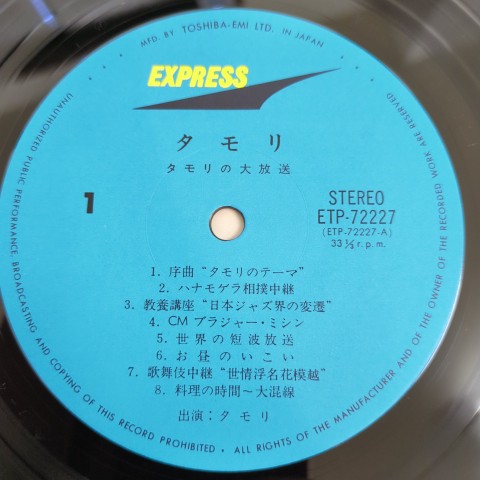 MFD. BY TOSHIBA-EMI LTD. IN JAPAN
EXPRESS
タモリ
タモリの大放送
1
STEREO
ETP-72227
(ETP-72227-A)
33 1/3 r.p.m.
1. 序曲“タモリのテーマ”
2. ハナモゲラ相撲中継
3. 教養講座“日本ジャズ界の変遷”
4. CM ブラジャー・ミシン
5. 世界の短波放送
6. お昼のいこい
7. 歌舞伎中継“世情浮名花模越”
8. 料理の時間〜大混線
出演:タモリ
UNAUTHORIZED PUBLIC PERFORMANCE, BROADCASTING AND COPYING OF THIS RECORD PROHIBITED • ALL RIGHTS OF THE MANUFACTURER AND OF THE OWNER OF THE RECORDED WORK ARE RESERVED